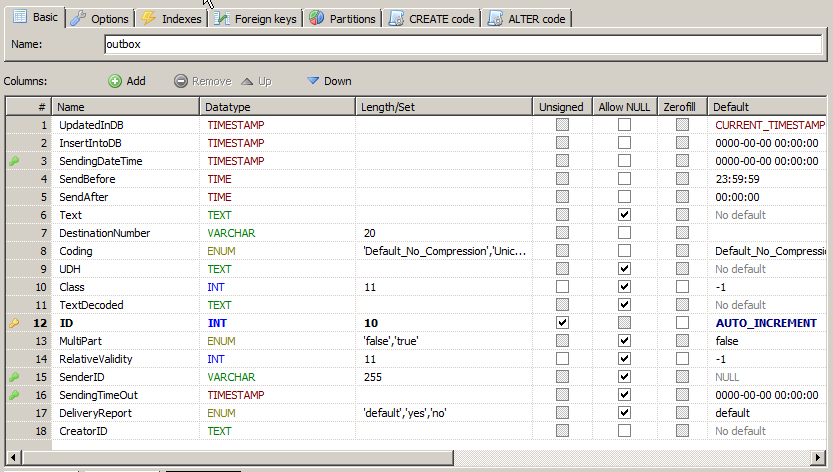 Basic Options Indexes Foreign keys Partitions CREATE code ALTER code
Name: outbox
Columns: Add Remove Up Down
# Name Datatype Length/Set Unsigned Allow NULL Zerofill Default
1 UpdatedInDB TIMESTAMP CURRENT_TIMESTAMP
2 InsertIntoDB TIMESTAMP 0000-00-00 00:00:00
3 SendingDateTime TIMESTAMP 0000-00-00 00:00:00
4 SendBefore TIME 23:59:59
5 SendAfter TIME 00:00:00
6 Text TEXT No default
7 DestinationNumber VARCHAR 20
8 Coding ENUM 'Default_No_Compression','Unic... Default_No_Compressio
9 UDH TEXT No default
10 Class INT 11 -1
11 TextDecoded TEXT No default
12 ID INT 10 AUTO_INCREMENT
13 MultiPart ENUM 'false','true' false
14 RelativeValidity INT 11 -1
15 SenderID VARCHAR 255 NULL
16 SendingTimeOut TIMESTAMP 0000-00-00 00:00:00
17 DeliveryReport ENUM 'default','yes','no' default
18 CreatorID TEXT No default